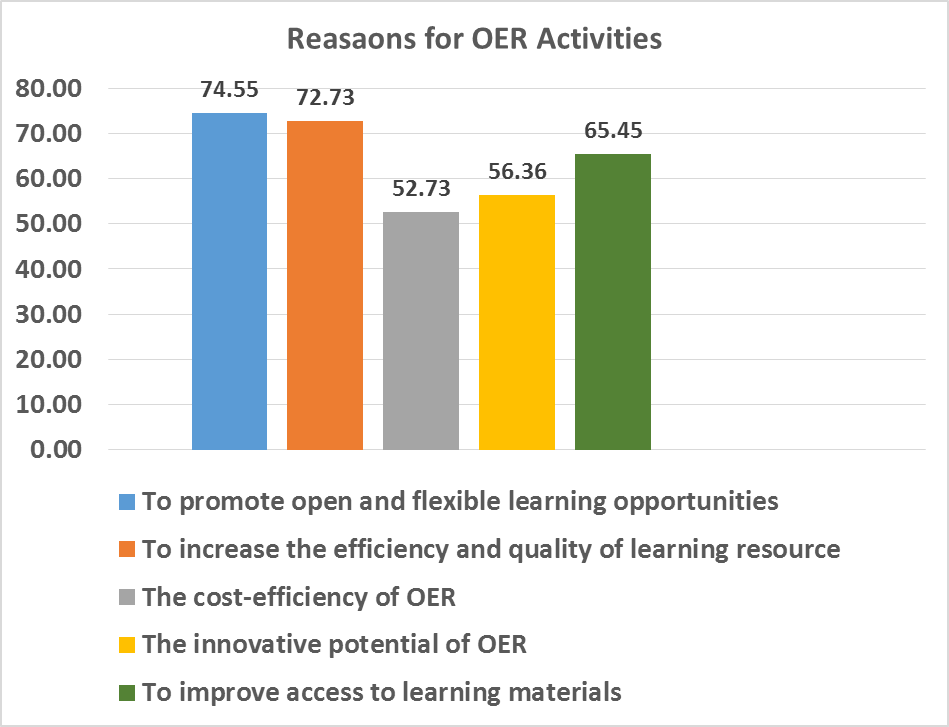 Reasaons for OER Activities
80.00
70.00
60.00
50.00
40.00
30.00
20.00
10.00
0.00
74.55
72.73
52.73
56.36
65.45
To promote open and flexible learning opportunities
To increase the efficiency and quality of learning resource
The cost-efficiency of OER
The innovative potential of OER
To improve access to learning materials